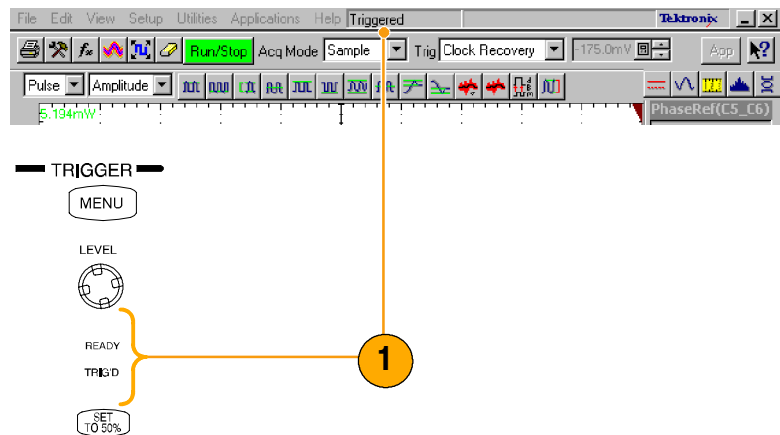 File Edit View Setup Utilities Applications Help Triggered Tektronix
Run/Stop Acq Mode Sample Trig Clock Recovery -175.0mV App
Pulse Amplitude
5.194mW PhaseRef(C5_C6)
TRIGGER
MENU
LEVEL
READY
TRIG'D
SET
TO 50%
1